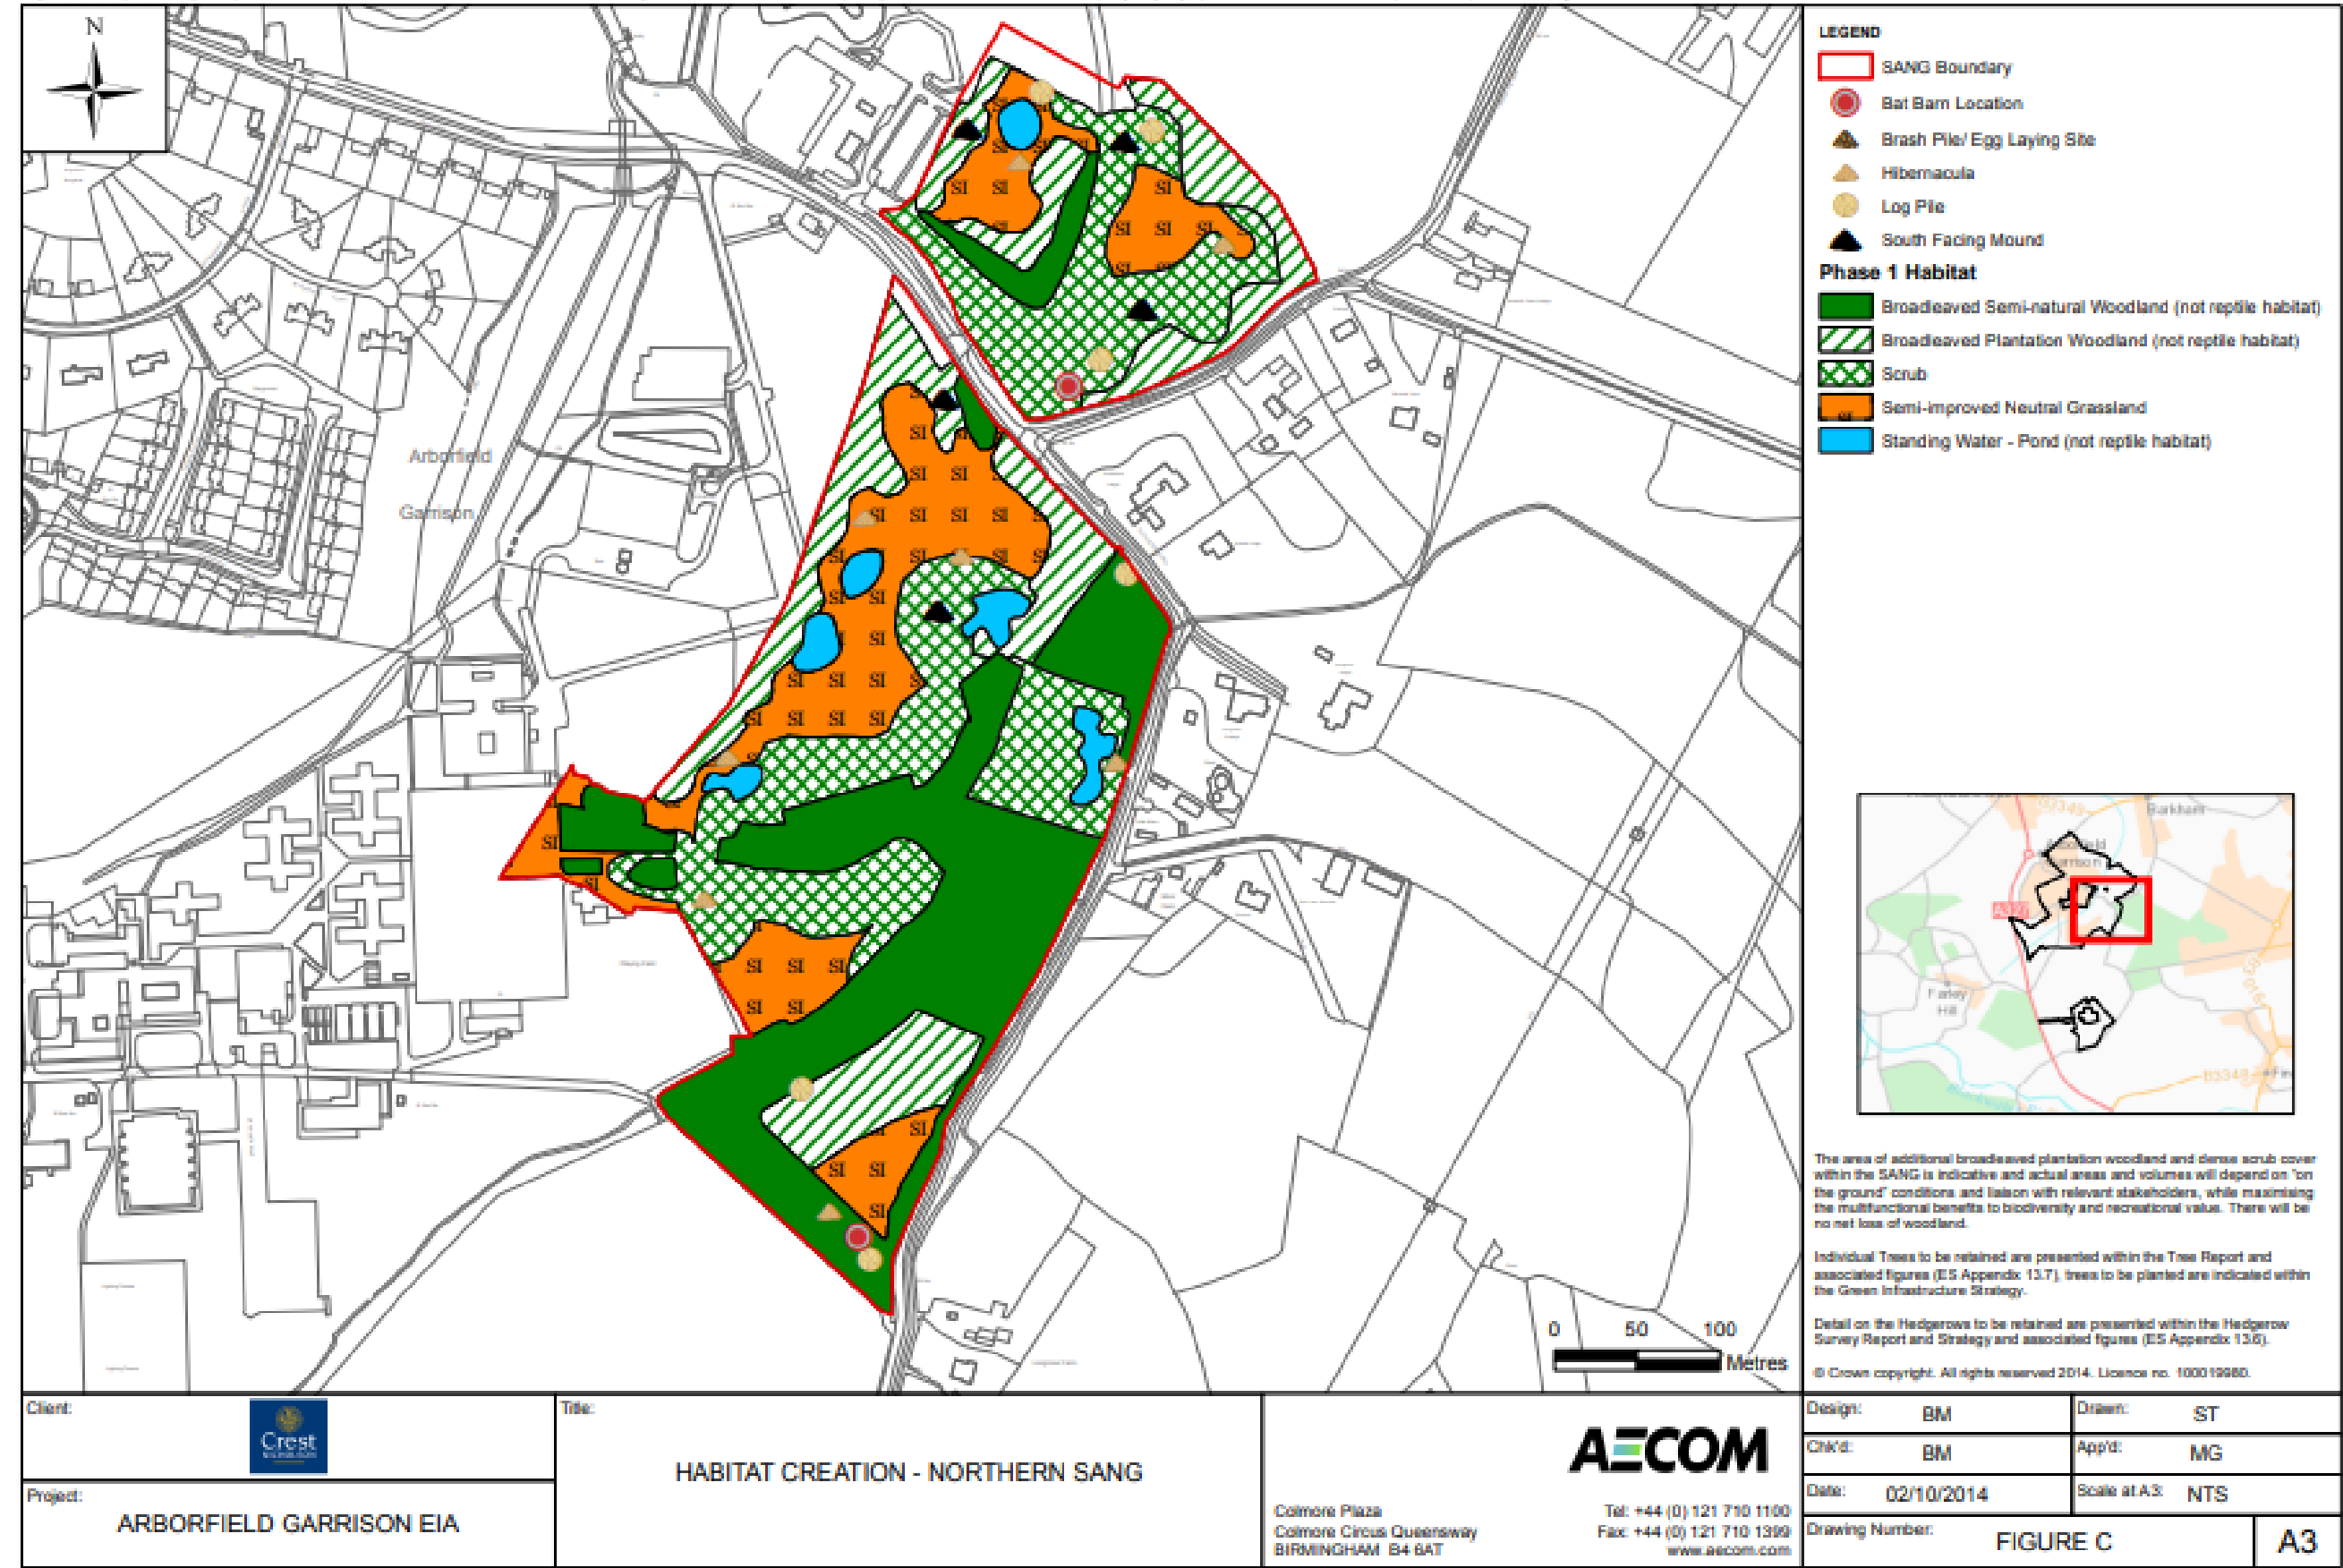 N
Arborfield
Garrison
SI
0 50 100
Metres
LEGEND
SANG Boundary
Bat Barn Location
Brash Pile/ Egg Laying Site
Hibernacula
Log Pile
South Facing Mound
Phase 1 Habitat
Broadleaved Semi-natural Woodland (not reptile habitat)
Broadleaved Plantation Woodland (not reptile habitat)
Scrub
SI
Semi-improved Neutral Grassland
Standing Water - Pond (not reptile habitat)
Barkham
A327
Farley
Hill
B3348
The area of additional broadleaved plantation woodland and dense scrub cover
within the SANG is indicative and actual areas and volumes will depend on "on
the ground" conditions and liaison with relevant stakeholders, while maximising
the multifunctional benefits to biodiversity and recreational value. There will be
no net loss of woodland.
Individual Trees to be retained are presented within the Tree Report and
associated figures (ES Appendix 13.7), trees to be planted are indicated within
the Green Infrastructure Strategy.
Detail on the Hedgerows to be retained are presented within the Hedgerow
Survey Report and Strategy and associated figures (ES Appendix 13.6).
© Crown copyright. All rights reserved 2014. Licence no. 100019980.
Client:
Crest
NICHOLSON
Project:
ARBORFIELD GARRISON EIA
Title:
HABITAT CREATION - NORTHERN SANG
AECOM
Colmore Plaza
Colmore Circus Queensway
BIRMINGHAM B4 6AT
Tel: +44 (0) 121 710 1100
Fax: +44 (0) 121 710 1399
www.aecom.com
Design: BM
Drawn: ST
Chk'd: BM
App'd: MG
Date: 02/10/2014
Scale at A3: NTS
Drawing Number: FIGURE C
A3